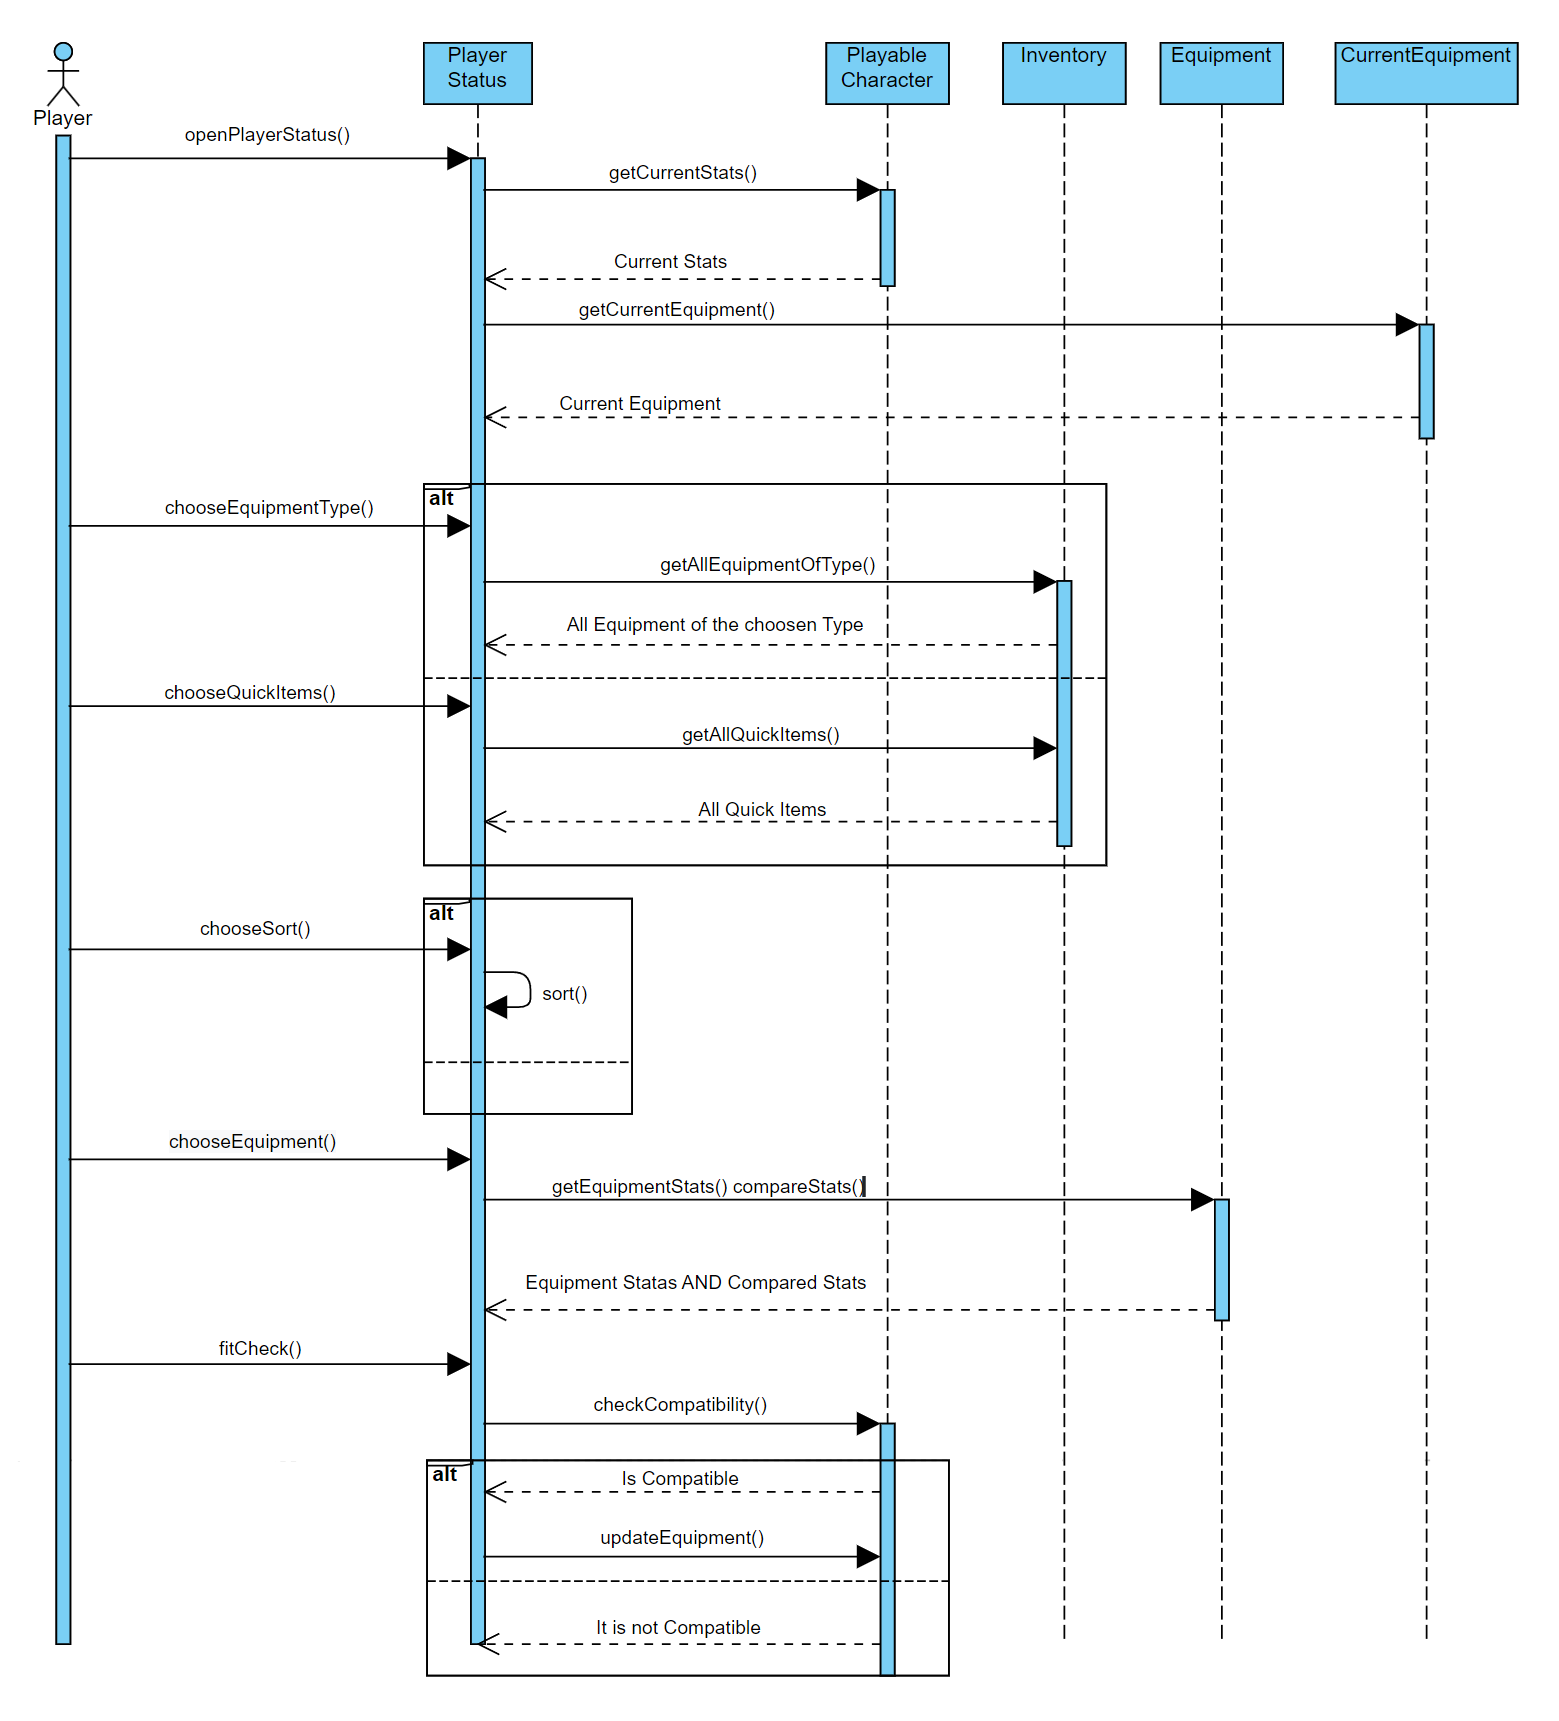 Player
Status
Playable
Character
Inventory
Equipment
CurrentEquipment
Player
openPlayerStatus()
getCurrentStats()
Current Stats
getCurrentEquipment()
Current Equipment
alt
chooseEquipmentType()
getAllEquipmentOfType()
All Equipment of the choosen Type
chooseQuickItems()
getAllQuickItems()
All Quick Items
alt
chooseSort()
sort()
chooseEquipment()
getEquipmentStats() compareStats()
Equipment Statas AND Compared Stats
fitCheck()
checkCompatibility()
alt
Is Compatible
updateEquipment()
It is not Compatible